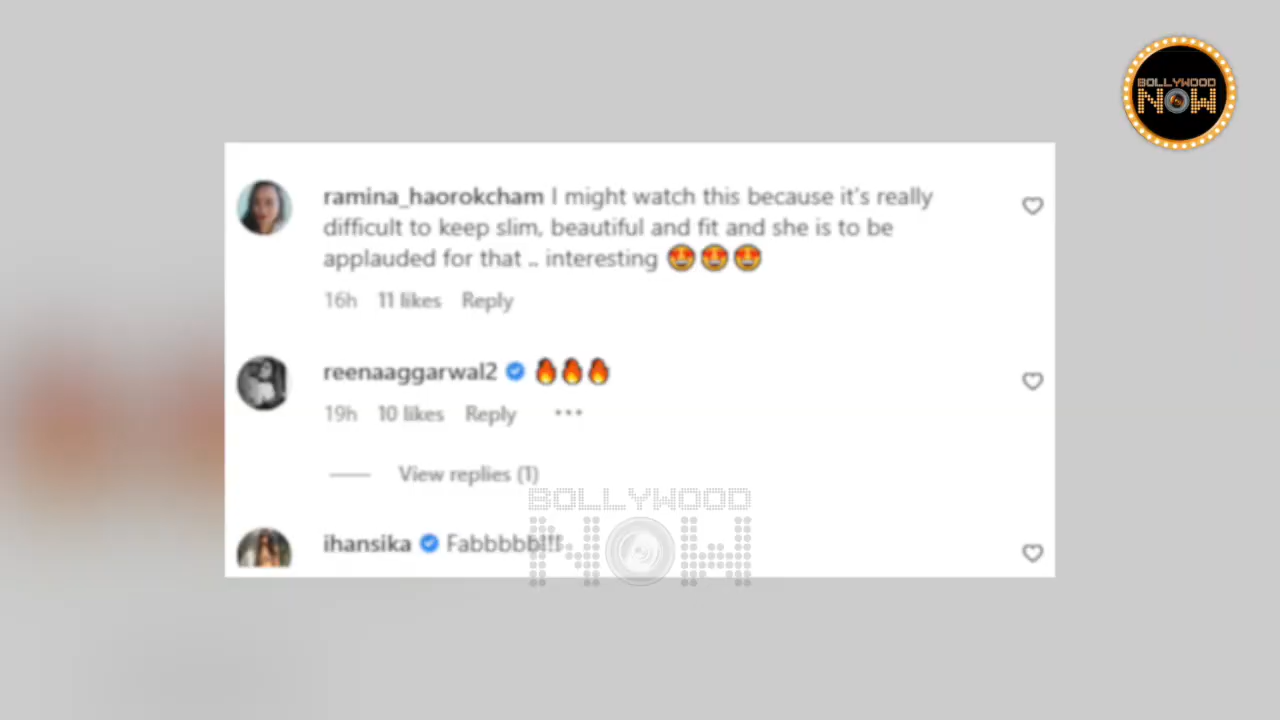 BOLLYWOOD
NOW
ramina_haorokcham I might watch this because it's really
difficult to keep slim, beautiful and fit and she is to be
applauded for that .. interesting 😍😍😍
16h 11 likes Reply
reenaaggarwal2 🔥🔥🔥
19h 10 likes Reply •••
View replies (1)
BOLLYWOOD
NOW
ihansika Fabbbbb!!!